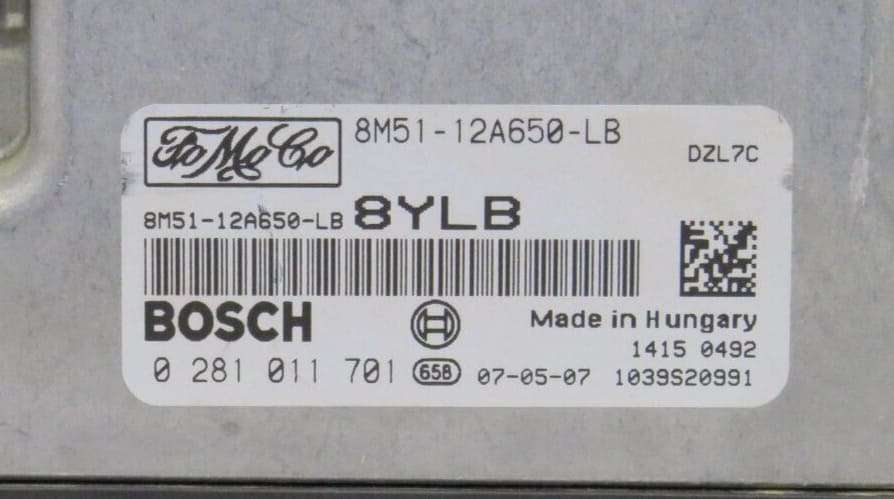 FoMoCo 8M51-12A650-LB
DZL7C
8M51-12A650-LB 8YLB
BOSCH
Made in Hungary
1415 0492
0 281 011 701 658 07-05-07 1039S20991